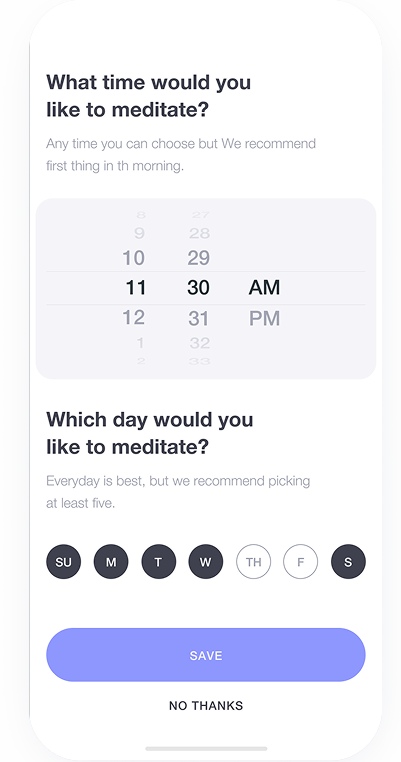 What time would you
like to meditate?
Any time you can choose but We recommend
first thing in th morning.
8 27
9 28
10 29
11 30 AM
12 31 PM
1 32
2 33
Which day would you
like to meditate?
Everyday is best, but we recommend picking
at least five.
SU M T W TH F S
SAVE
NO THANKS